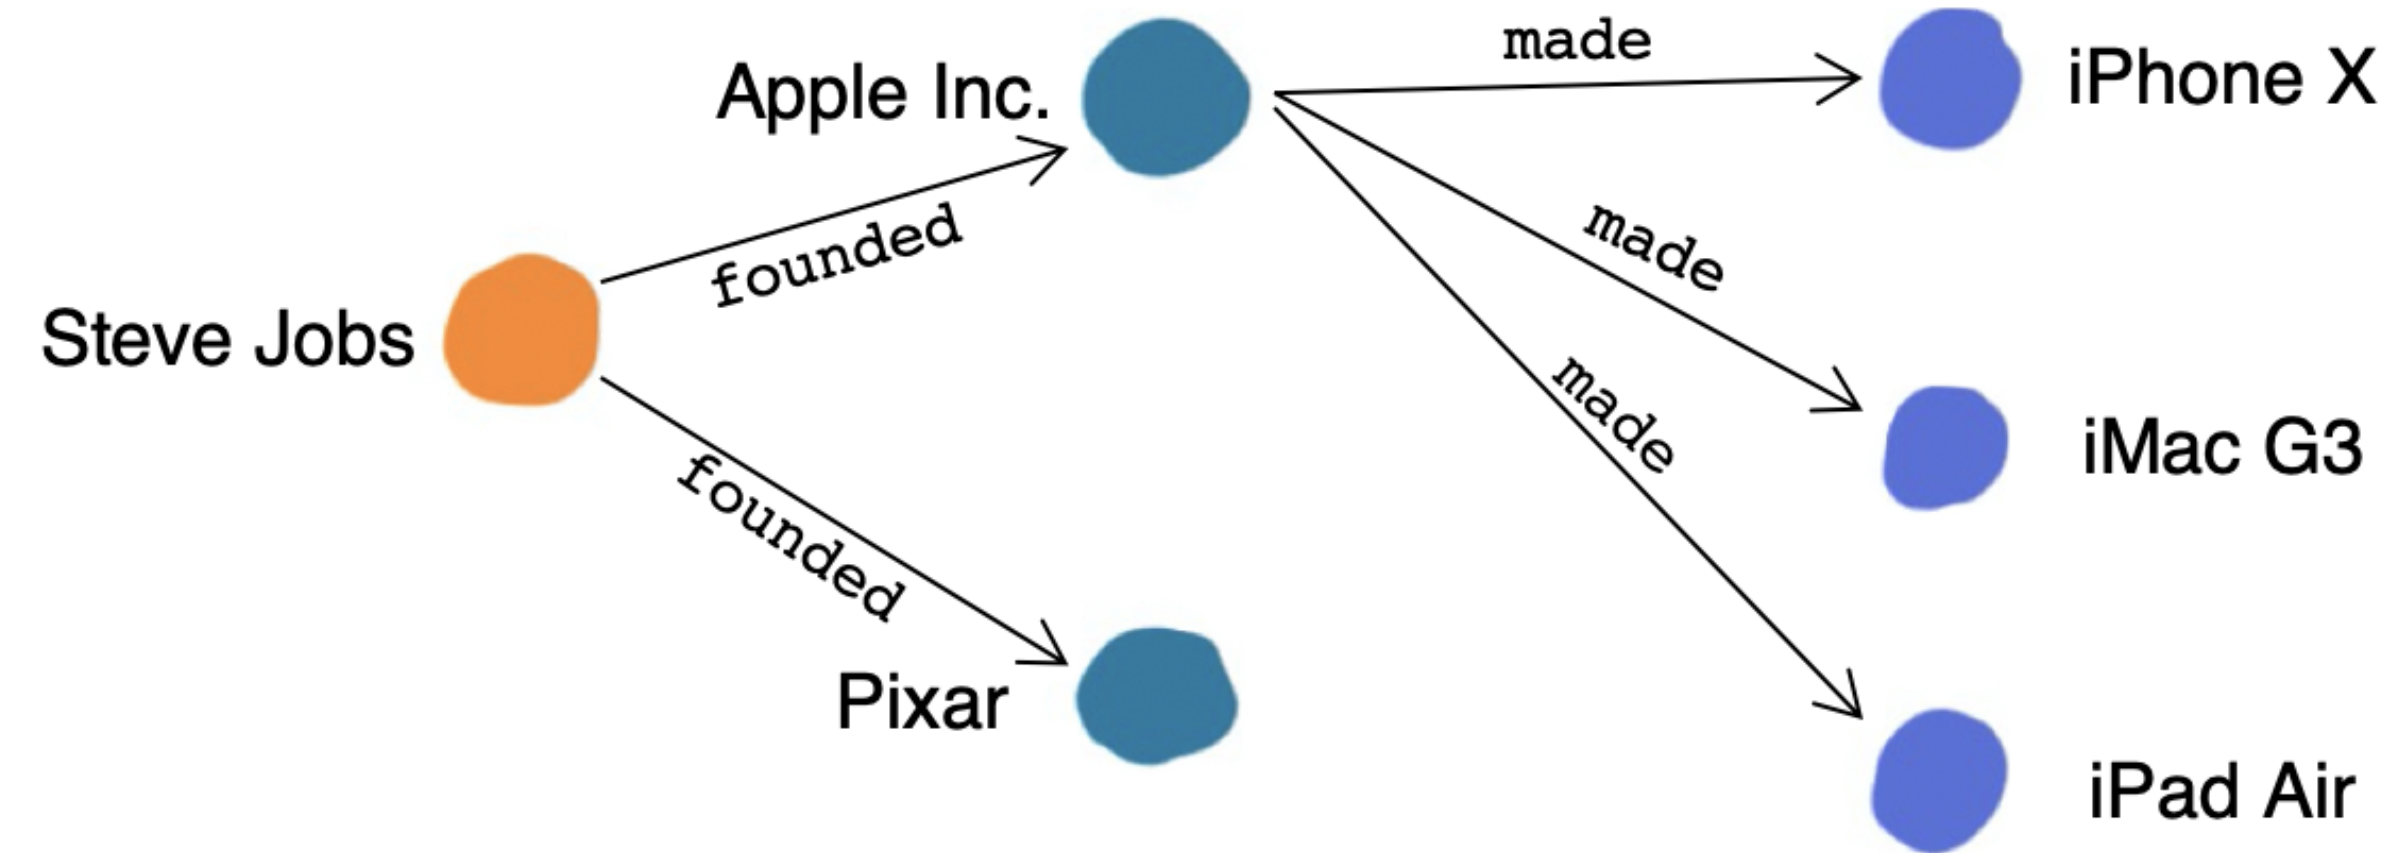 made
iPhone X
Apple Inc.
founded
made
Steve Jobs
made
iMac G3
founded
Pixar
iPad Air